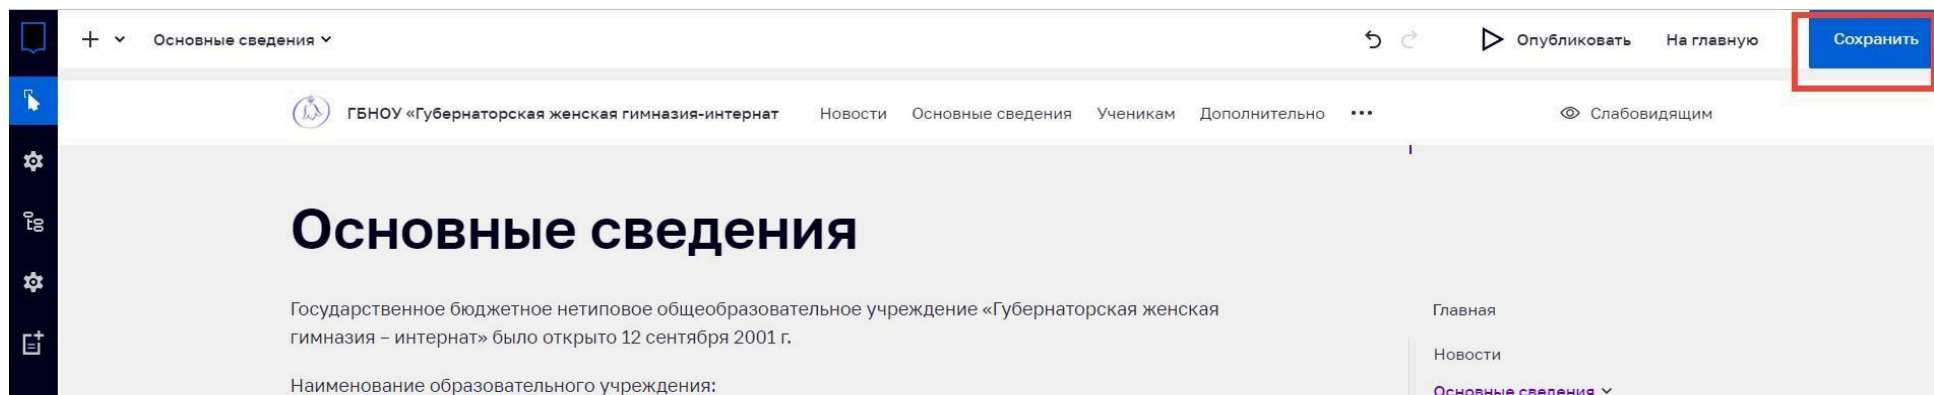 Основные сведения
Опубликовать
На главную
Сохранить
ГБНОУ «Губернаторская женская гимназия-интернат
Новости
Основные сведения
Ученикам
Дополнительно
•••
Слабовидящим
Основные сведения
Государственное бюджетное нетиповое общеобразовательное учреждение «Губернаторская женская
гимназия – интернат» было открыто 12 сентября 2001 г.
Наименование образовательного учреждения:
Главная
Новости
Основные сведения